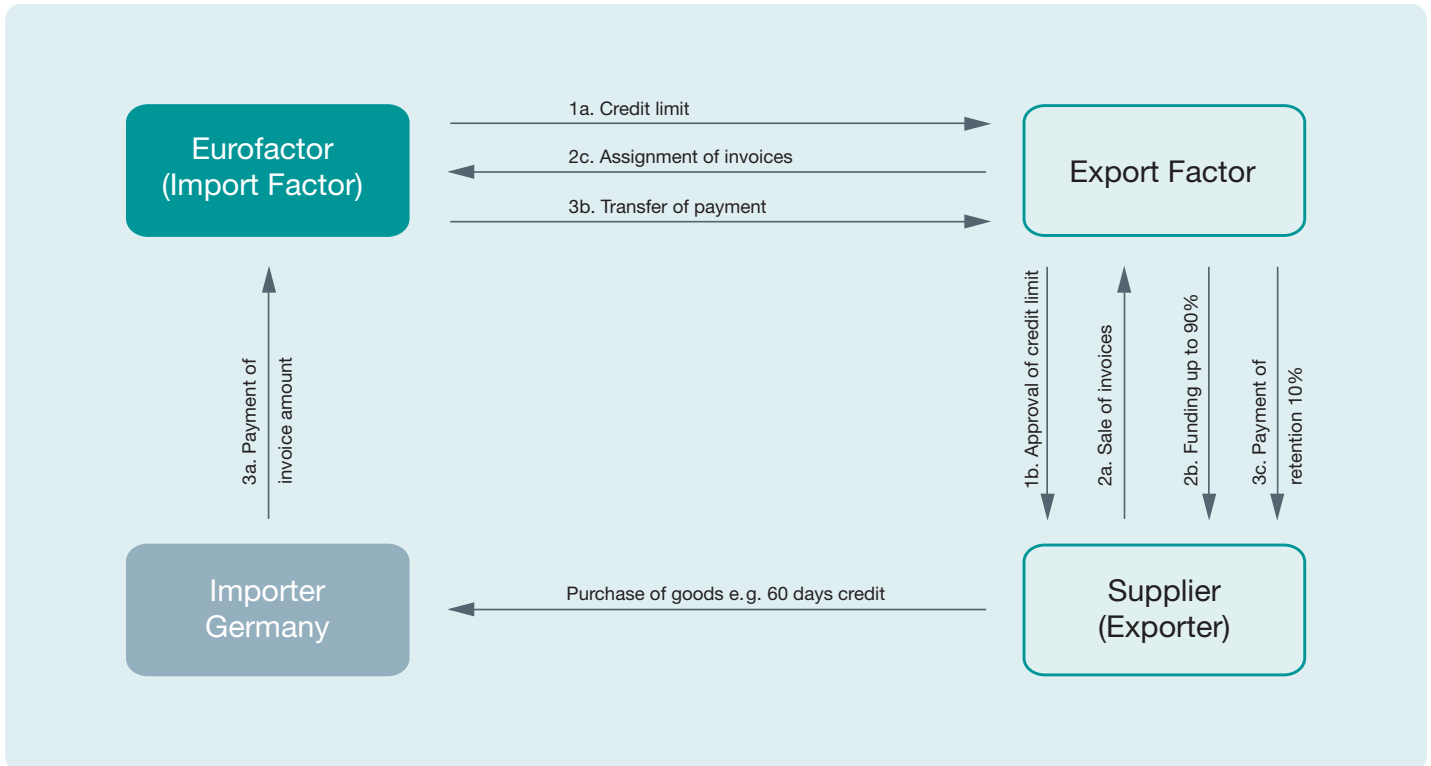 1a. Credit limit
Eurofactor
(Import Factor)
2c. Assignment of invoices
Export Factor
3b. Transfer of payment
3a. Payment of
invoice amount
1b. Approval of credit limit
2a. Sale of invoices
2b. Funding up to 90%
3c. Payment of
retention 10%
Importer
Germany
Purchase of goods e.g. 60 days credit
Supplier
(Exporter)